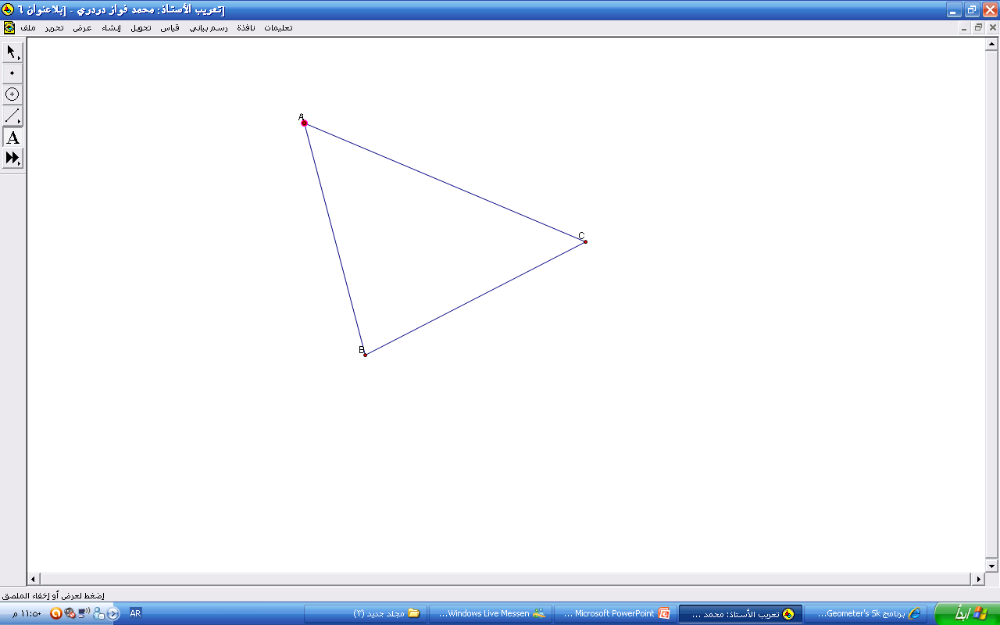 [تعريب الأستاذ: محمد فواز دردري - [بلاعنوان ٦
ملف تحرير عرض إنشاء تحويل قياس رسم بياني نافذة تعليمات
A
A
C
B
إضغط لعرض أو إخفاء الملصق
ابدأ
برنامج Geometer's Sk...
تعريب الأستاذ: محمد ...
Microsoft PowerPoint ...
Windows Live Messen...
مجلد جديد (٢)
AR
١١:٥٠ م